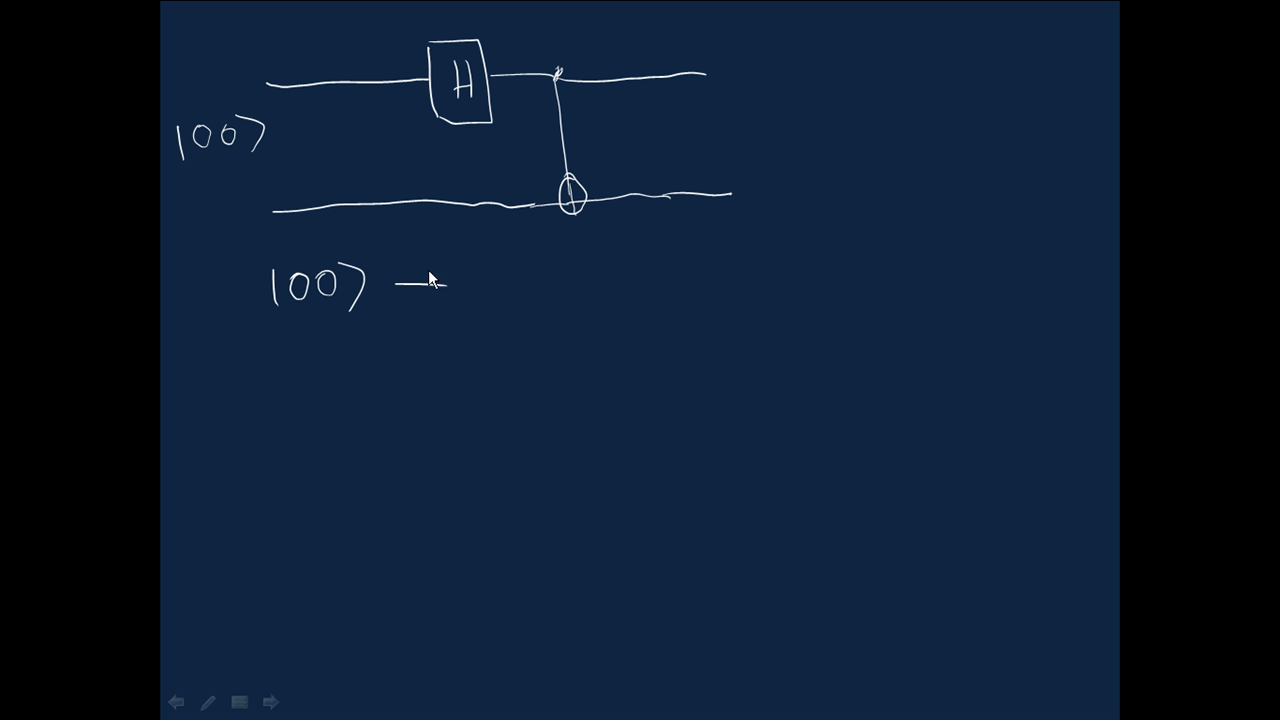 H
|00⟩
|00⟩ —